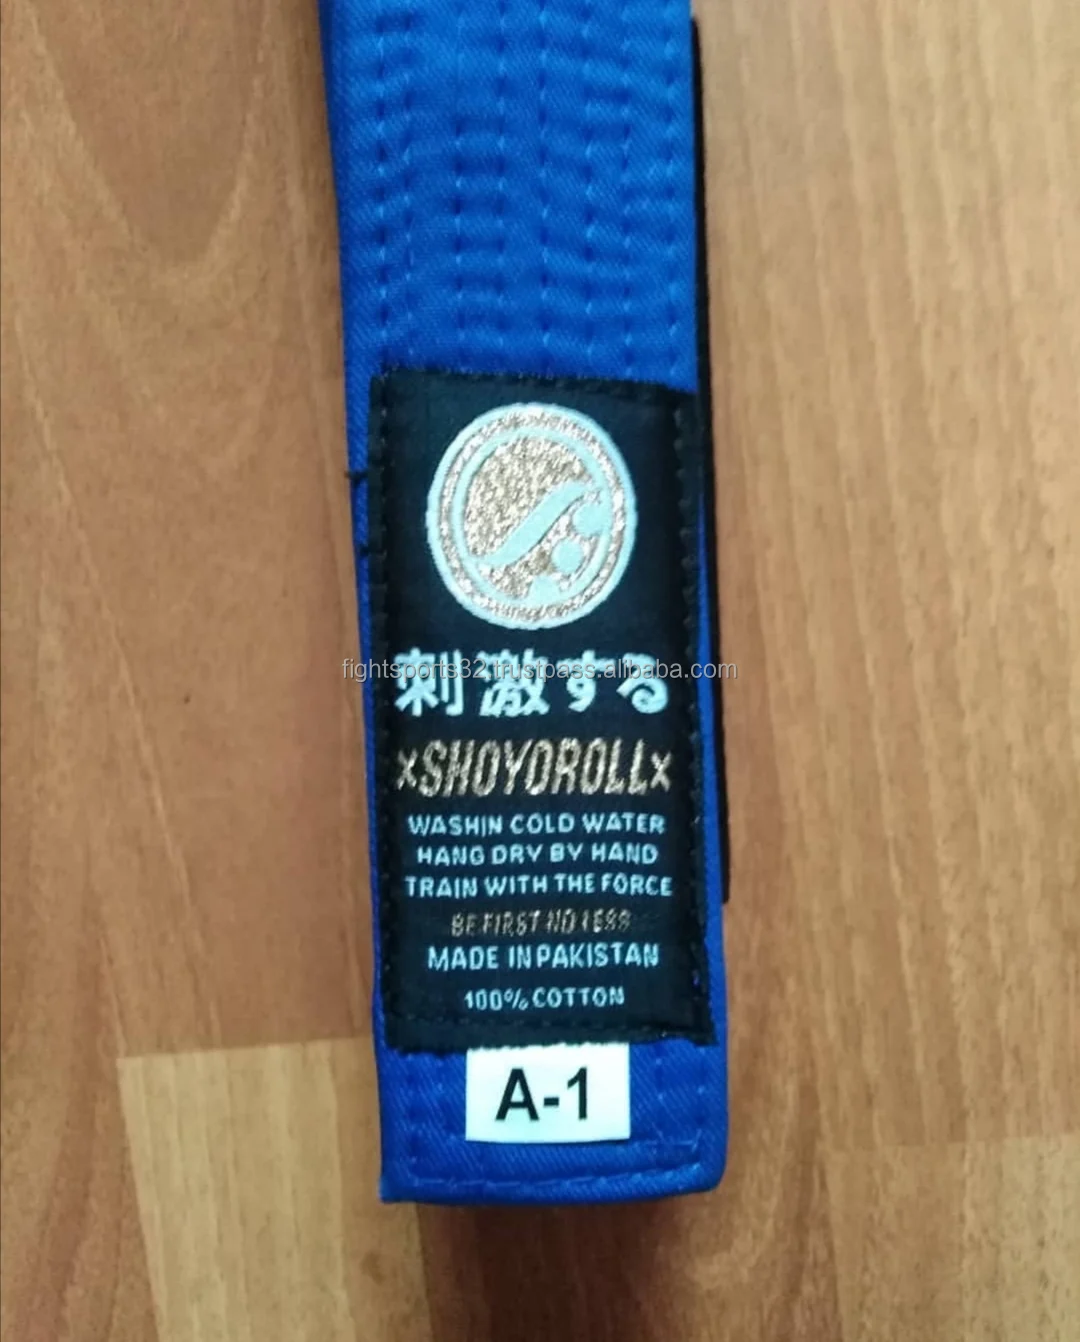 fightsports32.trustpass.alibaba.com
刺激する
xSHOYOROLLx
WASHIN COLD WATER
HANG DRY BY HAND
TRAIN WITH THE FORCE
BE FIRST NO LESS
MADE IN PAKISTAN
100% COTTON
A-1